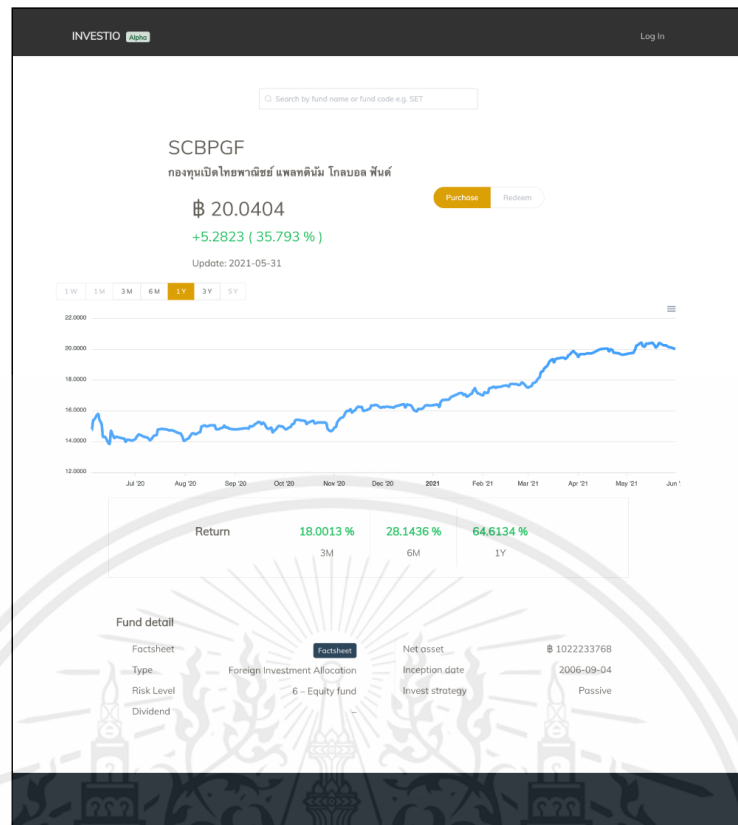 INVESTIO Alpha Log In
Search by fund name or fund code e.g. SET
SCBPGF
กองทุนเปิดไทยพาณิชย์ แพลทตินัม โกลบอล ฟันด์
฿ 20.0404
Purchase Redeem
+5.2823 ( 35.793 % )
Update: 2021-05-31
1 W 1 M 3 M 6 M 1 Y 3 Y 5 Y
22.0000
20.0000
18.0000
16.0000
14.0000
12.0000
Jul '20 Aug '20 Sep '20 Oct '20 Nov '20 Dec '20 2021 Feb '21 Mar '21 Apr '21 May '21 Jun '
Return 18.0013 % 28.1436 % 64.6134 %
3M 6M 1Y
Fund detail
Factsheet Factsheet Net asset ฿ 1022233768
Type Foreign Investment Allocation Inception date 2006-09-04
Risk Level 6 – Equity fund Invest strategy Passive
Dividend –